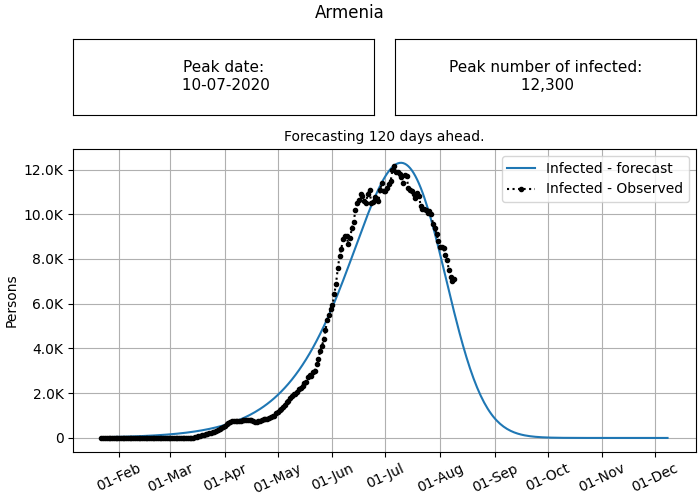 Armenia
Peak date:
10-07-2020
Peak number of infected:
12,300
Forecasting 120 days ahead.
Infected - forecast
Infected - Observed
Persons
12.0K
10.0K
8.0K
6.0K
4.0K
2.0K
0
01-Feb 01-Mar 01-Apr 01-May 01-Jun 01-Jul 01-Aug 01-Sep 01-Oct 01-Nov 01-Dec